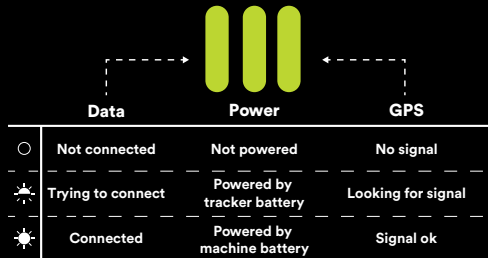 Data Power GPS
Not connected Not powered No signal
Trying to connect Powered by tracker battery Looking for signal
Connected Powered by machine battery Signal ok